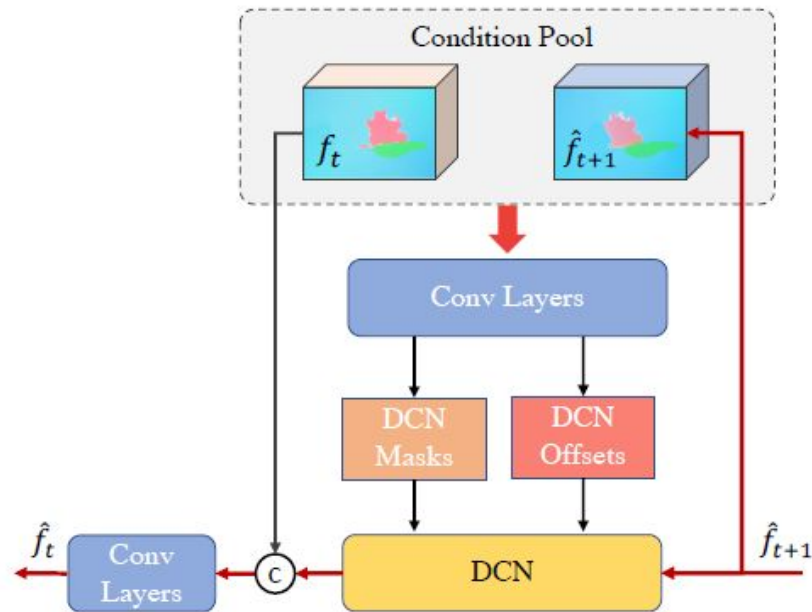 Condition Pool
f_t
f̂_{t+1}
Conv Layers
DCN
Masks
DCN
Offsets
f̂_t
Conv
Layers
C
DCN
f̂_{t+1}